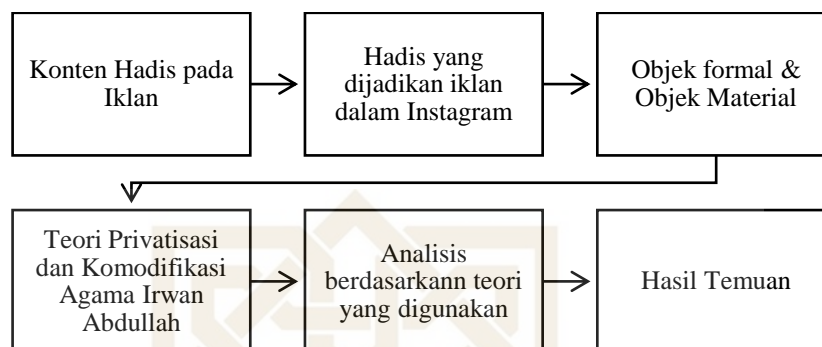 Konten Hadis pada
Iklan
Hadis yang
dijadikan iklan
dalam Instagram
Objek formal &
Objek Material
Teori Privatisasi
dan Komodifikasi
Agama Irwan
Abdullah
Analisis
berdasarkann teori
yang digunakan
Hasil Temuan